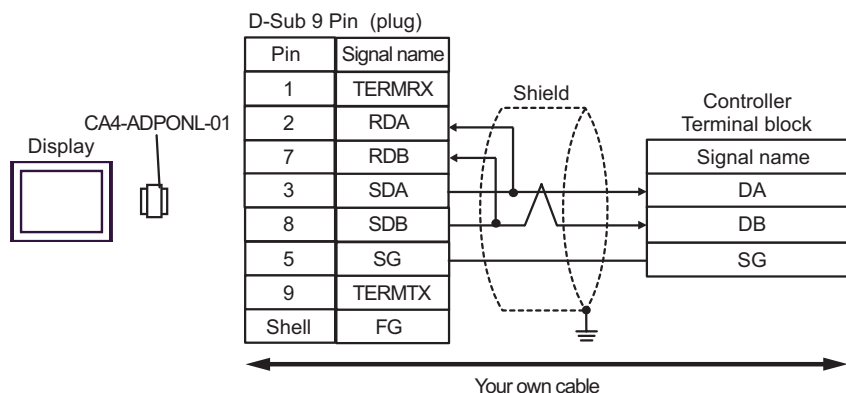 D-Sub 9 Pin (plug)
Pin Signal name
1 TERMRX
2 RDA
7 RDB
3 SDA
8 SDB
5 SG
9 TERMTX
Shell FG
CA4-ADPONL-01
Display
Shield
Controller
Terminal block
Signal name
DA
DB
SG
Your own cable